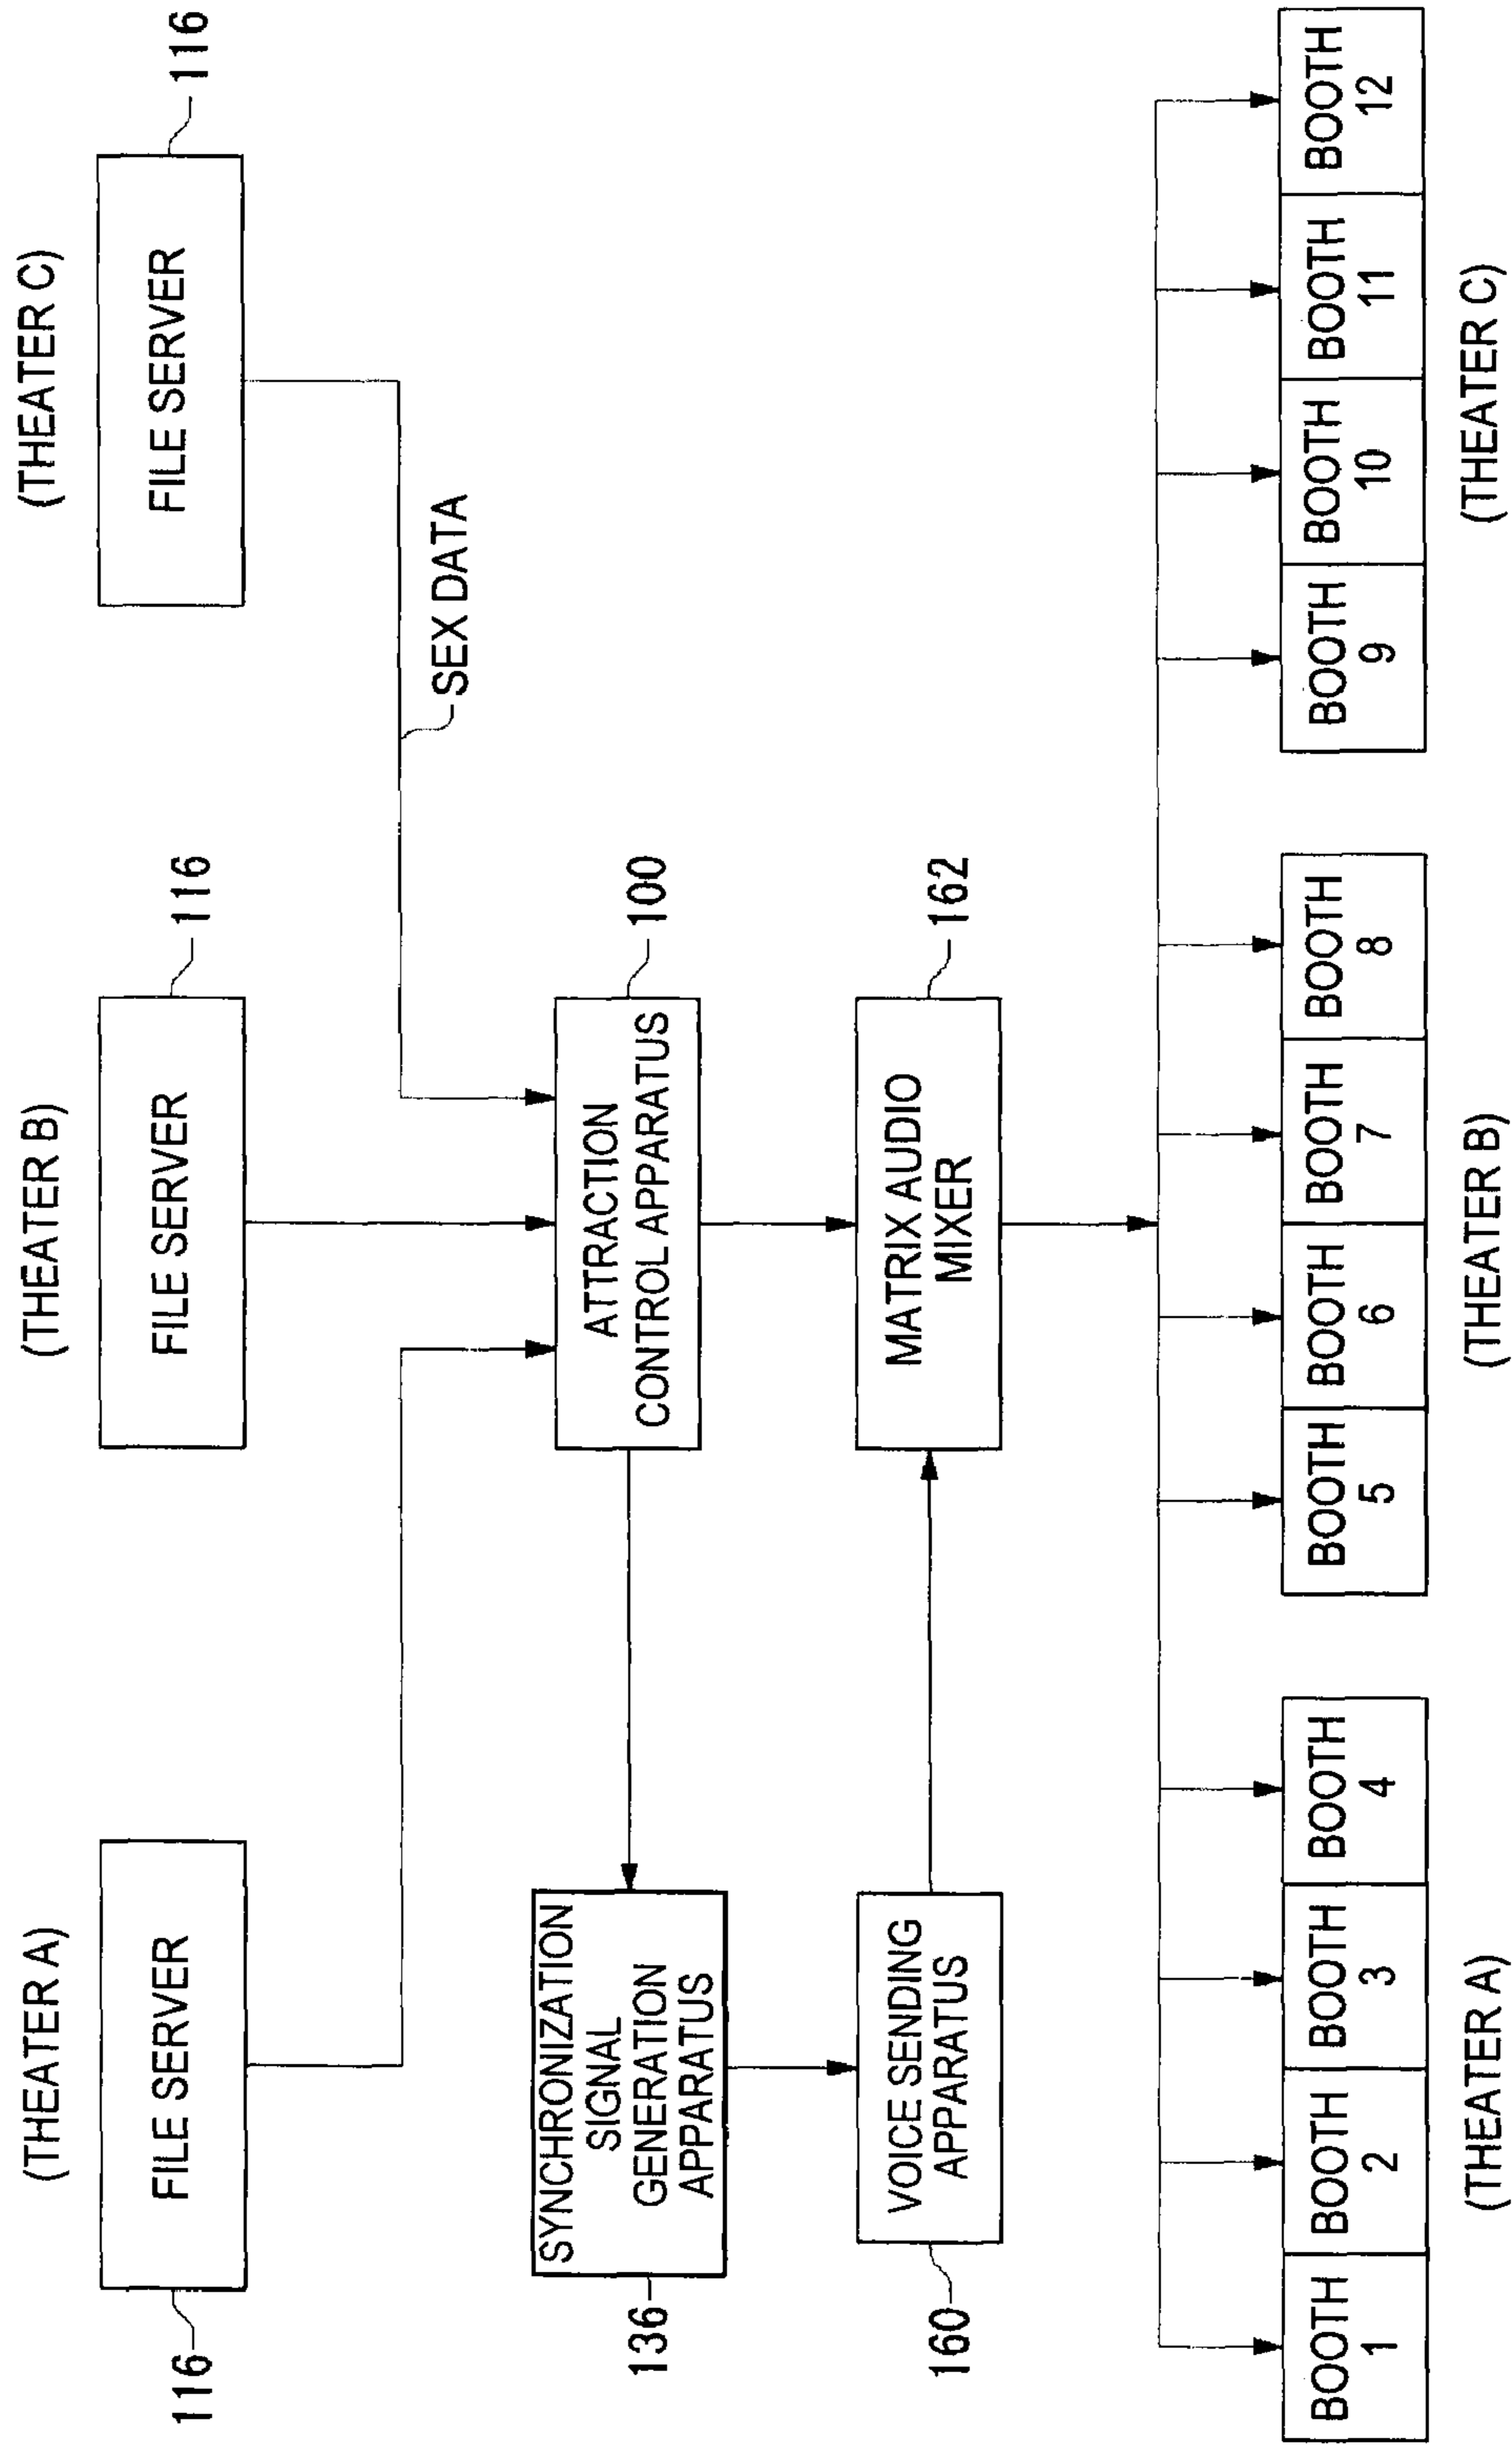 (THEATER A)
(THEATER B)
(THEATER C)
116
FILE SERVER
FILE SERVER
116
FILE SERVER
116
SEX DATA
136
SYNCHRONIZATION
SIGNAL
GENERATION
APPARATUS
ATTRACTION
CONTROL APPARATUS
100
160
VOICE SENDING
APPARATUS
MATRIX AUDIO
MIXER
162
BOOTH
1
BOOTH
2
BOOTH
3
BOOTH
4
BOOTH
5
BOOTH
6
BOOTH
7
BOOTH
8
BOOTH
9
BOOTH
10
BOOTH
11
BOOTH
12
(THEATER A)
(THEATER B)
(THEATER C)